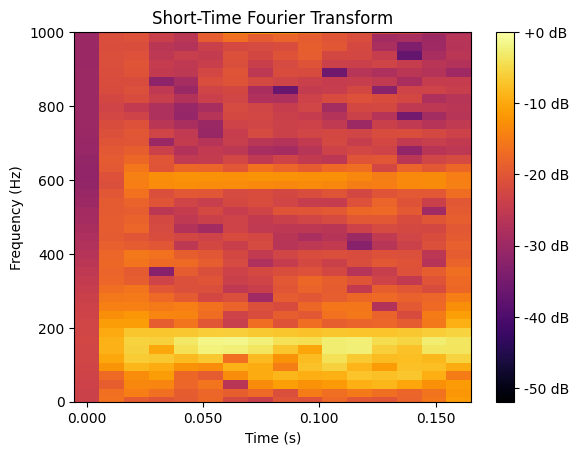 Short-Time Fourier Transform
1000
800
600
400
200
0
Frequency (Hz)
0.000
0.050
0.100
0.150
Time (s)
+0 dB
-10 dB
-20 dB
-30 dB
-40 dB
-50 dB